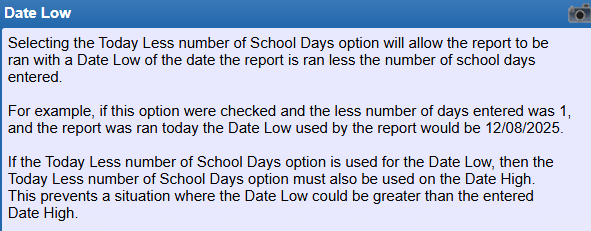 Date Low
Selecting the Today Less number of School Days option will allow the report to be
ran with a Date Low of the date the report is ran less the number of school days
entered.
For example, if this option were checked and the less number of days entered was 1,
and the report was ran today the Date Low used by the report would be 12/08/2025.
If the Today Less number of School Days option is used for the Date Low, then the
Today Less number of School Days option must also be used on the Date High.
This prevents a situation where the Date Low could be greater than the entered
Date High.